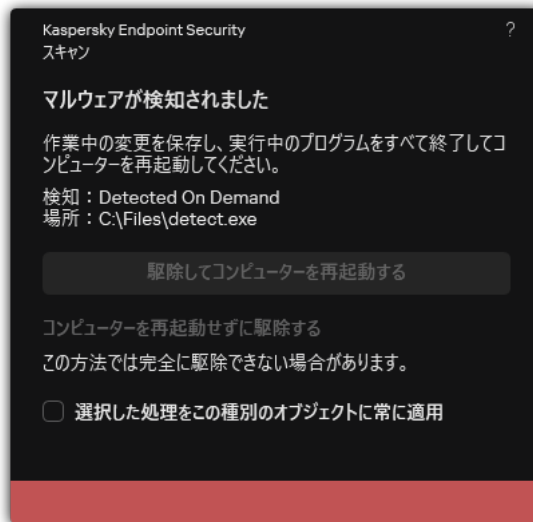 Kaspersky Endpoint Security
?
スキャン
マルウェアが検知されました
作業中の変更を保存し、実行中のプログラムをすべて終了してコ
ンピューターを再起動してください。
検知：Detected On Demand
場所：C:\Files\detect.exe
駆除してコンピューターを再起動する
コンピューターを再起動せずに駆除する
この方法では完全に駆除できない場合があります。
選択した処理をこの種別のオブジェクトに常に適用